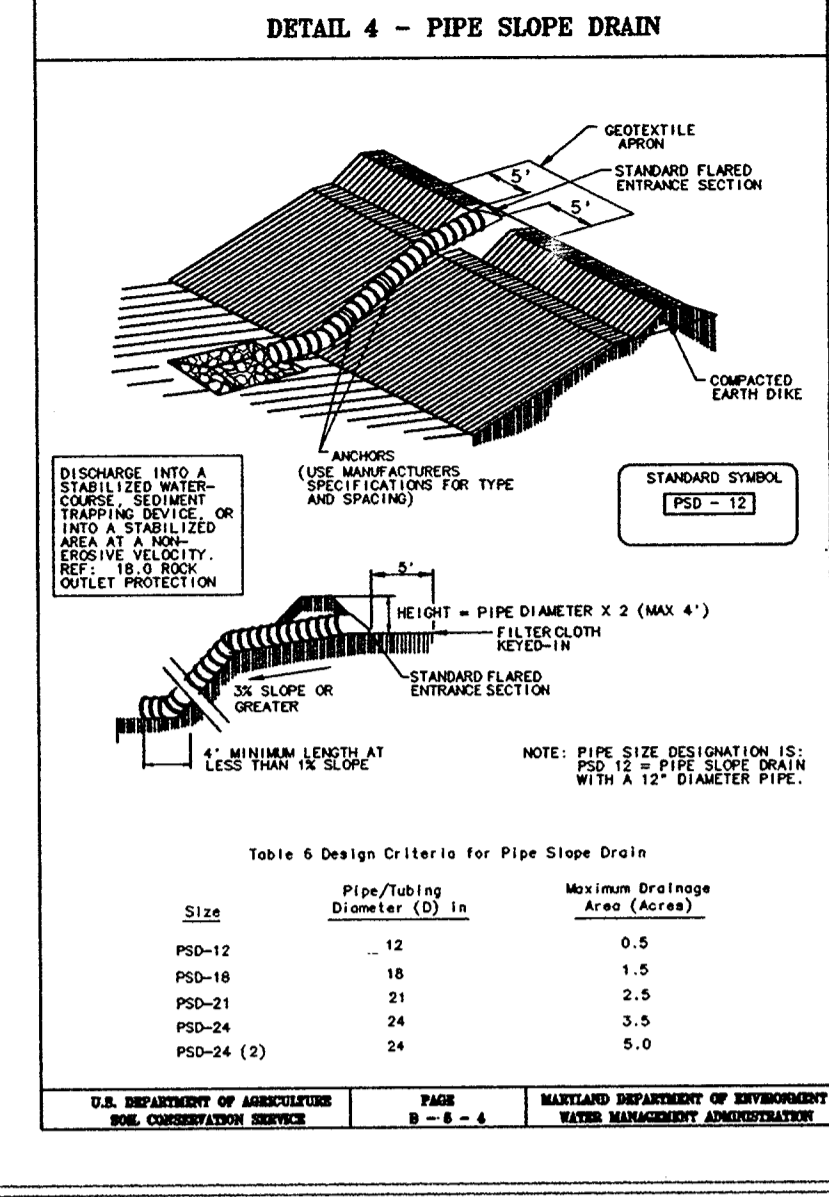 DETAIL 4 - PIPE SLOPE DRAIN
GEOTEXTILE
APRON
STANDARD FLARED
ENTRANCE SECTION
5'
5'
COMPACTED
EARTH DIKE
ANCHORS
(USE MANUFACTURERS
SPECIFICATIONS FOR TYPE
AND SPACING)
DISCHARGE INTO A
STABILIZED WATER-
COURSE, SEDIMENT
TRAPPING DEVICE, OR
INTO A STABILIZED
AREA AT A NON-
EROSIVE VELOCITY.
REF: 18.0 ROCK
OUTLET PROTECTION
STANDARD SYMBOL
PSD - 12
5'
HEIGHT = PIPE DIAMETER X 2 (MAX 4')
FILTER CLOTH
KEYED-IN
STANDARD FLARED
ENTRANCE SECTION
3% SLOPE OR
GREATER
4' MINIMUM LENGTH AT
LESS THAN 1% SLOPE
NOTE: PIPE SIZE DESIGNATION IS:
PSD 12 = PIPE SLOPE DRAIN
WITH A 12" DIAMETER PIPE.
Table 6 Design Criteria for Pipe Slope Drain
Size Pipe/Tubing Diameter (D) in Maximum Drainage Area (Acres)
PSD-12 12 0.5
PSD-18 18 1.5
PSD-21 21 2.5
PSD-24 24 3.5
PSD-24 (2) 24 5.0
U.S. DEPARTMENT OF AGRICULTURE
SOIL CONSERVATION SERVICE
PAGE
B - 5 - 4
MARYLAND DEPARTMENT OF ENVIRONMENT
WATER MANAGEMENT ADMINISTRATION